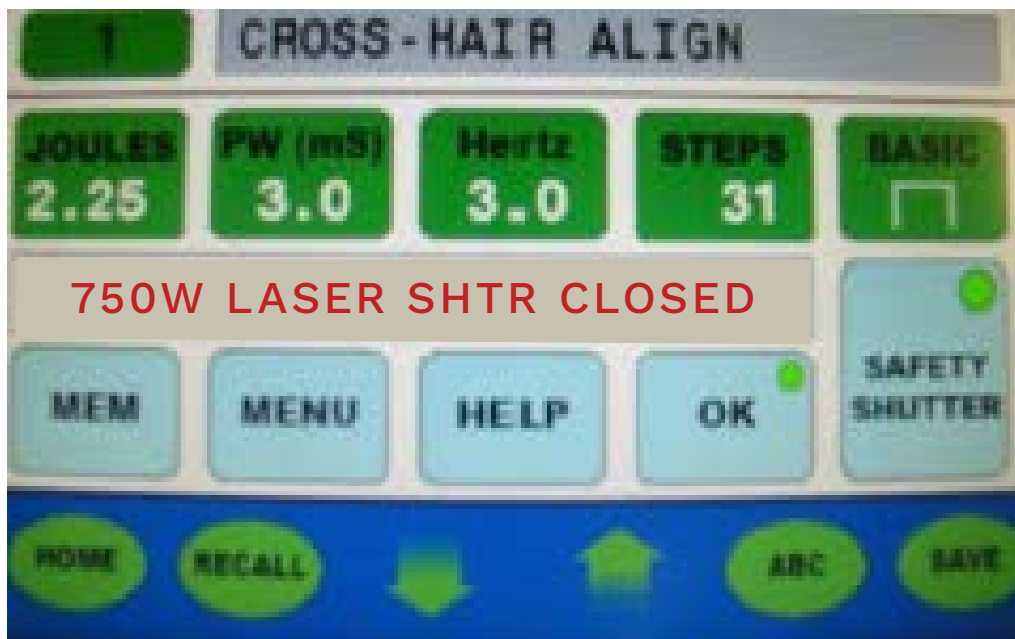 1 CROSS-HAIR ALIGN
JOULES PW (mS) Hertz STEPS BASIC
2.25 3.0 3.0 31
750W LASER SHTR CLOSED
SAFETY SHUTTER
MEM MENU HELP OK
HOME RECALL ABC SAVE